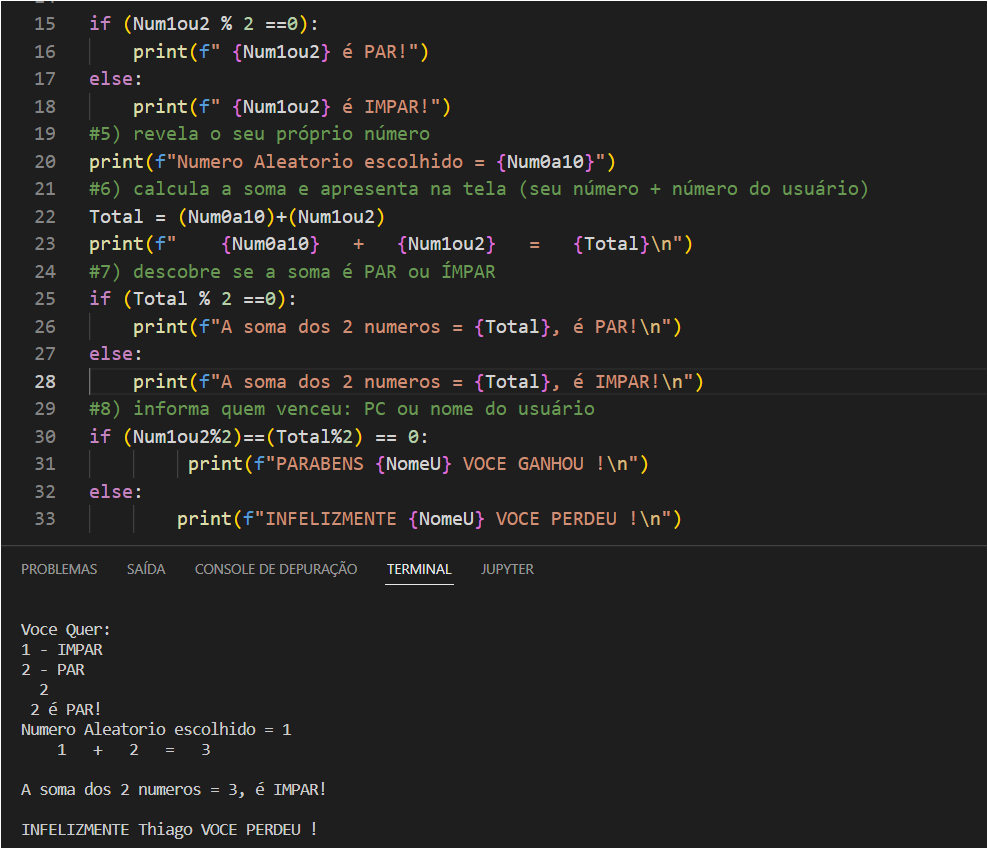 15 if (Num1ou2 % 2 ==0):
16     print(f" {Num1ou2} é PAR!")
17 else:
18     print(f" {Num1ou2} é IMPAR!")
19 #5) revela o seu próprio número
20 print(f"Numero Aleatorio escolhido = {Num0a10}")
21 #6) calcula a soma e apresenta na tela (seu número + número do usuário)
22 Total = (Num0a10)+(Num1ou2)
23 print(f"    {Num0a10}   +   {Num1ou2}   =   {Total}\n")
24 #7) descobre se a soma é PAR ou ÍMPAR
25 if (Total % 2 ==0):
26     print(f"A soma dos 2 numeros = {Total}, é PAR!\n")
27 else:
28     print(f"A soma dos 2 numeros = {Total}, é IMPAR!\n")
29 #8) informa quem venceu: PC ou nome do usuário
30 if (Num1ou2%2)==(Total%2) == 0:
31          print(f"PARABENS {NomeU} VOCE GANHOU !\n")
32 else:
33         print(f"INFELIZMENTE {NomeU} VOCE PERDEU !\n")
PROBLEMAS SAÍDA CONSOLE DE DEPURAÇÃO TERMINAL JUPYTER
Voce Quer:
1 - IMPAR
2 - PAR
  2
 2 é PAR!
Numero Aleatorio escolhido = 1
    1   +   2   =   3
A soma dos 2 numeros = 3, é IMPAR!
INFELIZMENTE Thiago VOCE PERDEU !